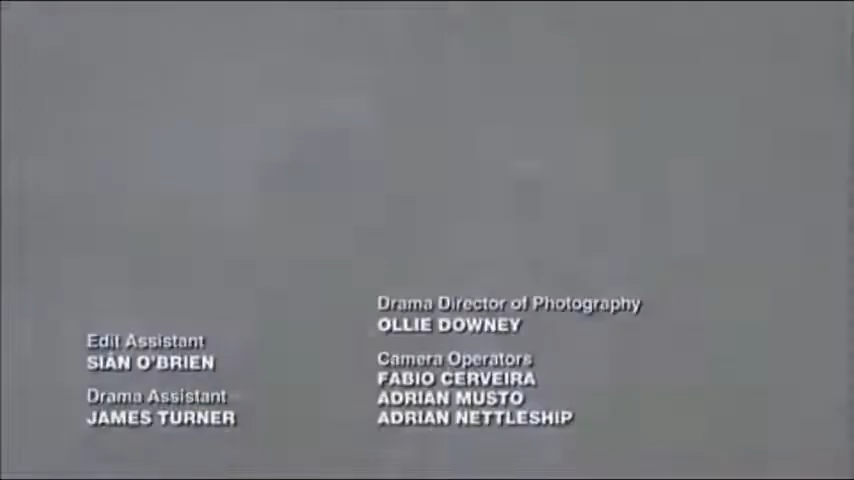 Edit Assistant
SIÂN O'BRIEN
Drama Assistant
JAMES TURNER
Drama Director of Photography
OLLIE DOWNEY
Camera Operators
FABIO CERVEIRA
ADRIAN MUSTO
ADRIAN NETTLESHIP